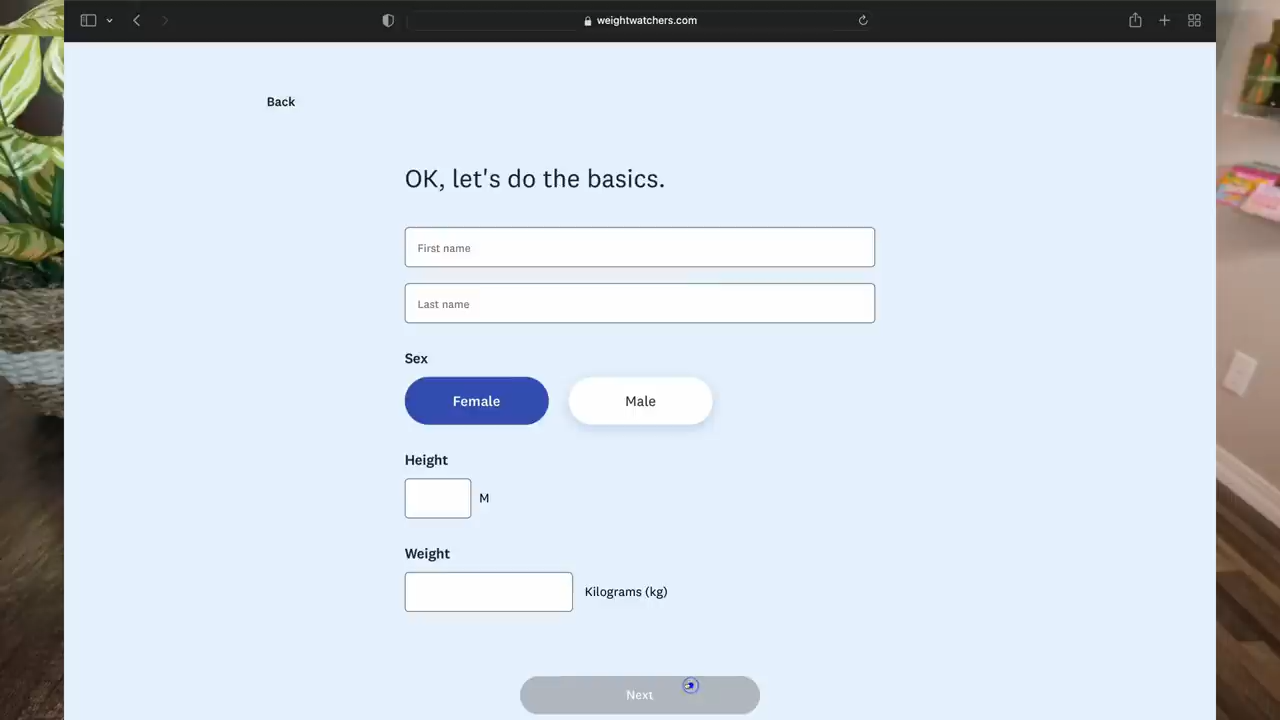 weightwatchers.com
Back
OK, let's do the basics.
First name
Last name
Sex
Female
Male
Height
M
Weight
Kilograms (kg)
Next